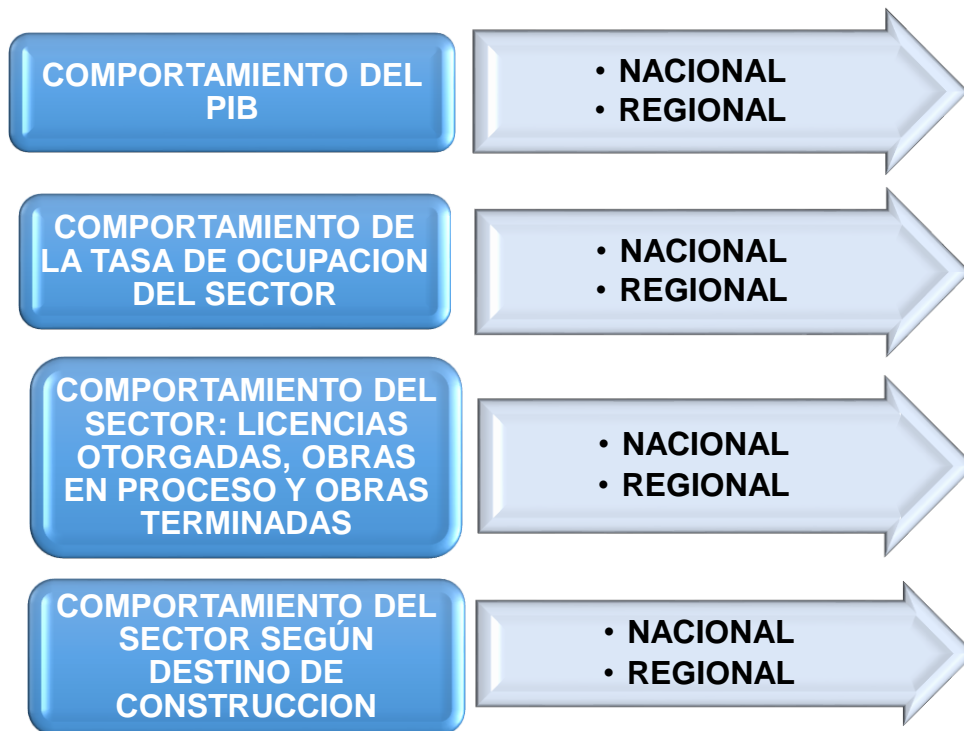 COMPORTAMIENTO DEL
PIB
• NACIONAL
• REGIONAL
COMPORTAMIENTO DE
LA TASA DE OCUPACION
DEL SECTOR
• NACIONAL
• REGIONAL
COMPORTAMIENTO DEL
SECTOR: LICENCIAS
OTORGADAS, OBRAS
EN PROCESO Y OBRAS
TERMINADAS
• NACIONAL
• REGIONAL
COMPORTAMIENTO DEL
SECTOR SEGÚN
DESTINO DE
CONSTRUCCION
• NACIONAL
• REGIONAL